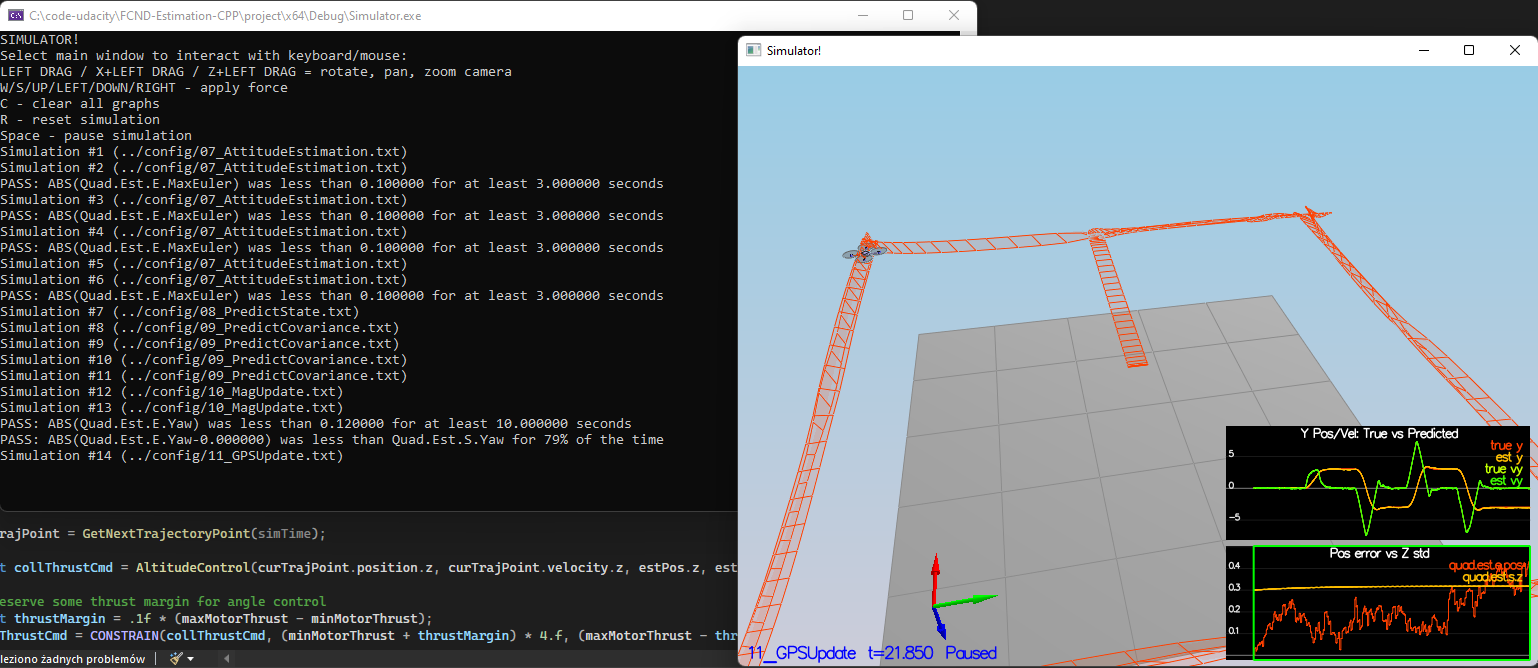 C:\code-udacity\FCND-Estimation-CPP\project\x64\Debug\Simulator.exe
SIMULATOR!
Select main window to interact with keyboard/mouse:
LEFT DRAG / X+LEFT DRAG / Z+LEFT DRAG = rotate, pan, zoom camera
W/S/UP/LEFT/DOWN/RIGHT - apply force
C - clear all graphs
R - reset simulation
Space - pause simulation
Simulation #1 (../config/07_AttitudeEstimation.txt)
Simulation #2 (../config/07_AttitudeEstimation.txt)
PASS: ABS(Quad.Est.E.MaxEuler) was less than 0.100000 for at least 3.000000 seconds
Simulation #3 (../config/07_AttitudeEstimation.txt)
PASS: ABS(Quad.Est.E.MaxEuler) was less than 0.100000 for at least 3.000000 seconds
Simulation #4 (../config/07_AttitudeEstimation.txt)
PASS: ABS(Quad.Est.E.MaxEuler) was less than 0.100000 for at least 3.000000 seconds
Simulation #5 (../config/07_AttitudeEstimation.txt)
Simulation #6 (../config/07_AttitudeEstimation.txt)
PASS: ABS(Quad.Est.E.MaxEuler) was less than 0.100000 for at least 3.000000 seconds
Simulation #7 (../config/08_PredictState.txt)
Simulation #8 (../config/09_PredictCovariance.txt)
Simulation #9 (../config/09_PredictCovariance.txt)
Simulation #10 (../config/09_PredictCovariance.txt)
Simulation #11 (../config/09_PredictCovariance.txt)
Simulation #12 (../config/10_MagUpdate.txt)
Simulation #13 (../config/10_MagUpdate.txt)
PASS: ABS(Quad.Est.E.Yaw) was less than 0.120000 for at least 10.000000 seconds
PASS: ABS(Quad.Est.E.Yaw-0.000000) was less than Quad.Est.S.Yaw for 79% of the time
Simulation #14 (../config/11_GPSUpdate.txt)
rajPoint = GetNextTrajectoryPoint(simTime);
t collThrustCmd = AltitudeControl(curTrajPoint.position.z, curTrajPoint.velocity.z, estPos.z, est
eserve some thrust margin for angle control
t thrustMargin = .1f * (maxMotorThrust - minMotorThrust);
ThrustCmd = CONSTRAIN(collThrustCmd, (minMotorThrust + thrustMargin) * 4.f, (maxMotorThrust - thr
leziono żadnych problemów
Simulator!
Y Pos/Vel: True vs Predicted
true y
est y
true vy
est vy
5
0
-5
Pos error vs Z std
quad.est.e.pos
quad.est.s.z
0.4
0.3
0.2
0.1
11_GPSUpdate t=21.850 Paused